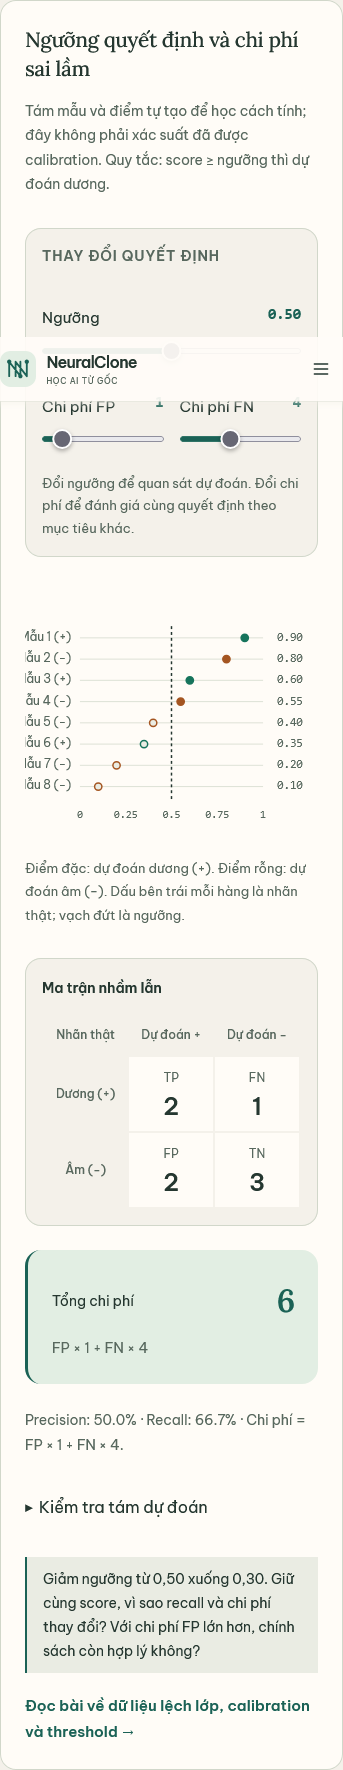 Ngưỡng quyết định và chi phí
sai lầm
Tám mẫu và điểm tự tạo để học cách tính;
đây không phải xác suất đã được
calibration. Quy tắc: score ≥ ngưỡng thì dự
đoán dương.
THAY ĐỔI QUYẾT ĐỊNH
Ngưỡng 0.50
NeuralClone
HỌC AI TỪ GỐC
Chi phí FP 1 Chi phí FN 4
Đổi ngưỡng để quan sát dự đoán. Đổi chi
phí để đánh giá cùng quyết định theo
mục tiêu khác.
Mẫu 1 (+) 0.90
ẫu 2 (−) 0.80
ẫu 3 (+) 0.60
ẫu 4 (−) 0.55
ẫu 5 (−) 0.40
ẫu 6 (+) 0.35
ẫu 7 (−) 0.20
ẫu 8 (−) 0.10
0 0.25 0.5 0.75 1
Điểm đặc: dự đoán dương (+). Điểm rỗng: dự
đoán âm (−). Dấu bên trái mỗi hàng là nhãn
thật; vạch đứt là ngưỡng.
Ma trận nhầm lẫn
Nhãn thật Dự đoán + Dự đoán −
TP FN
Dương (+) 2 1
FP TN
Âm (−) 2 3
Tổng chi phí 6
FP × 1 + FN × 4
Precision: 50.0% · Recall: 66.7% · Chi phí =
FP × 1 + FN × 4.
▸ Kiểm tra tám dự đoán
Giảm ngưỡng từ 0,50 xuống 0,30. Giữ
cùng score, vì sao recall và chi phí
thay đổi? Với chi phí FP lớn hơn, chính
sách còn hợp lý không?
Đọc bài về dữ liệu lệch lớp, calibration
và threshold →